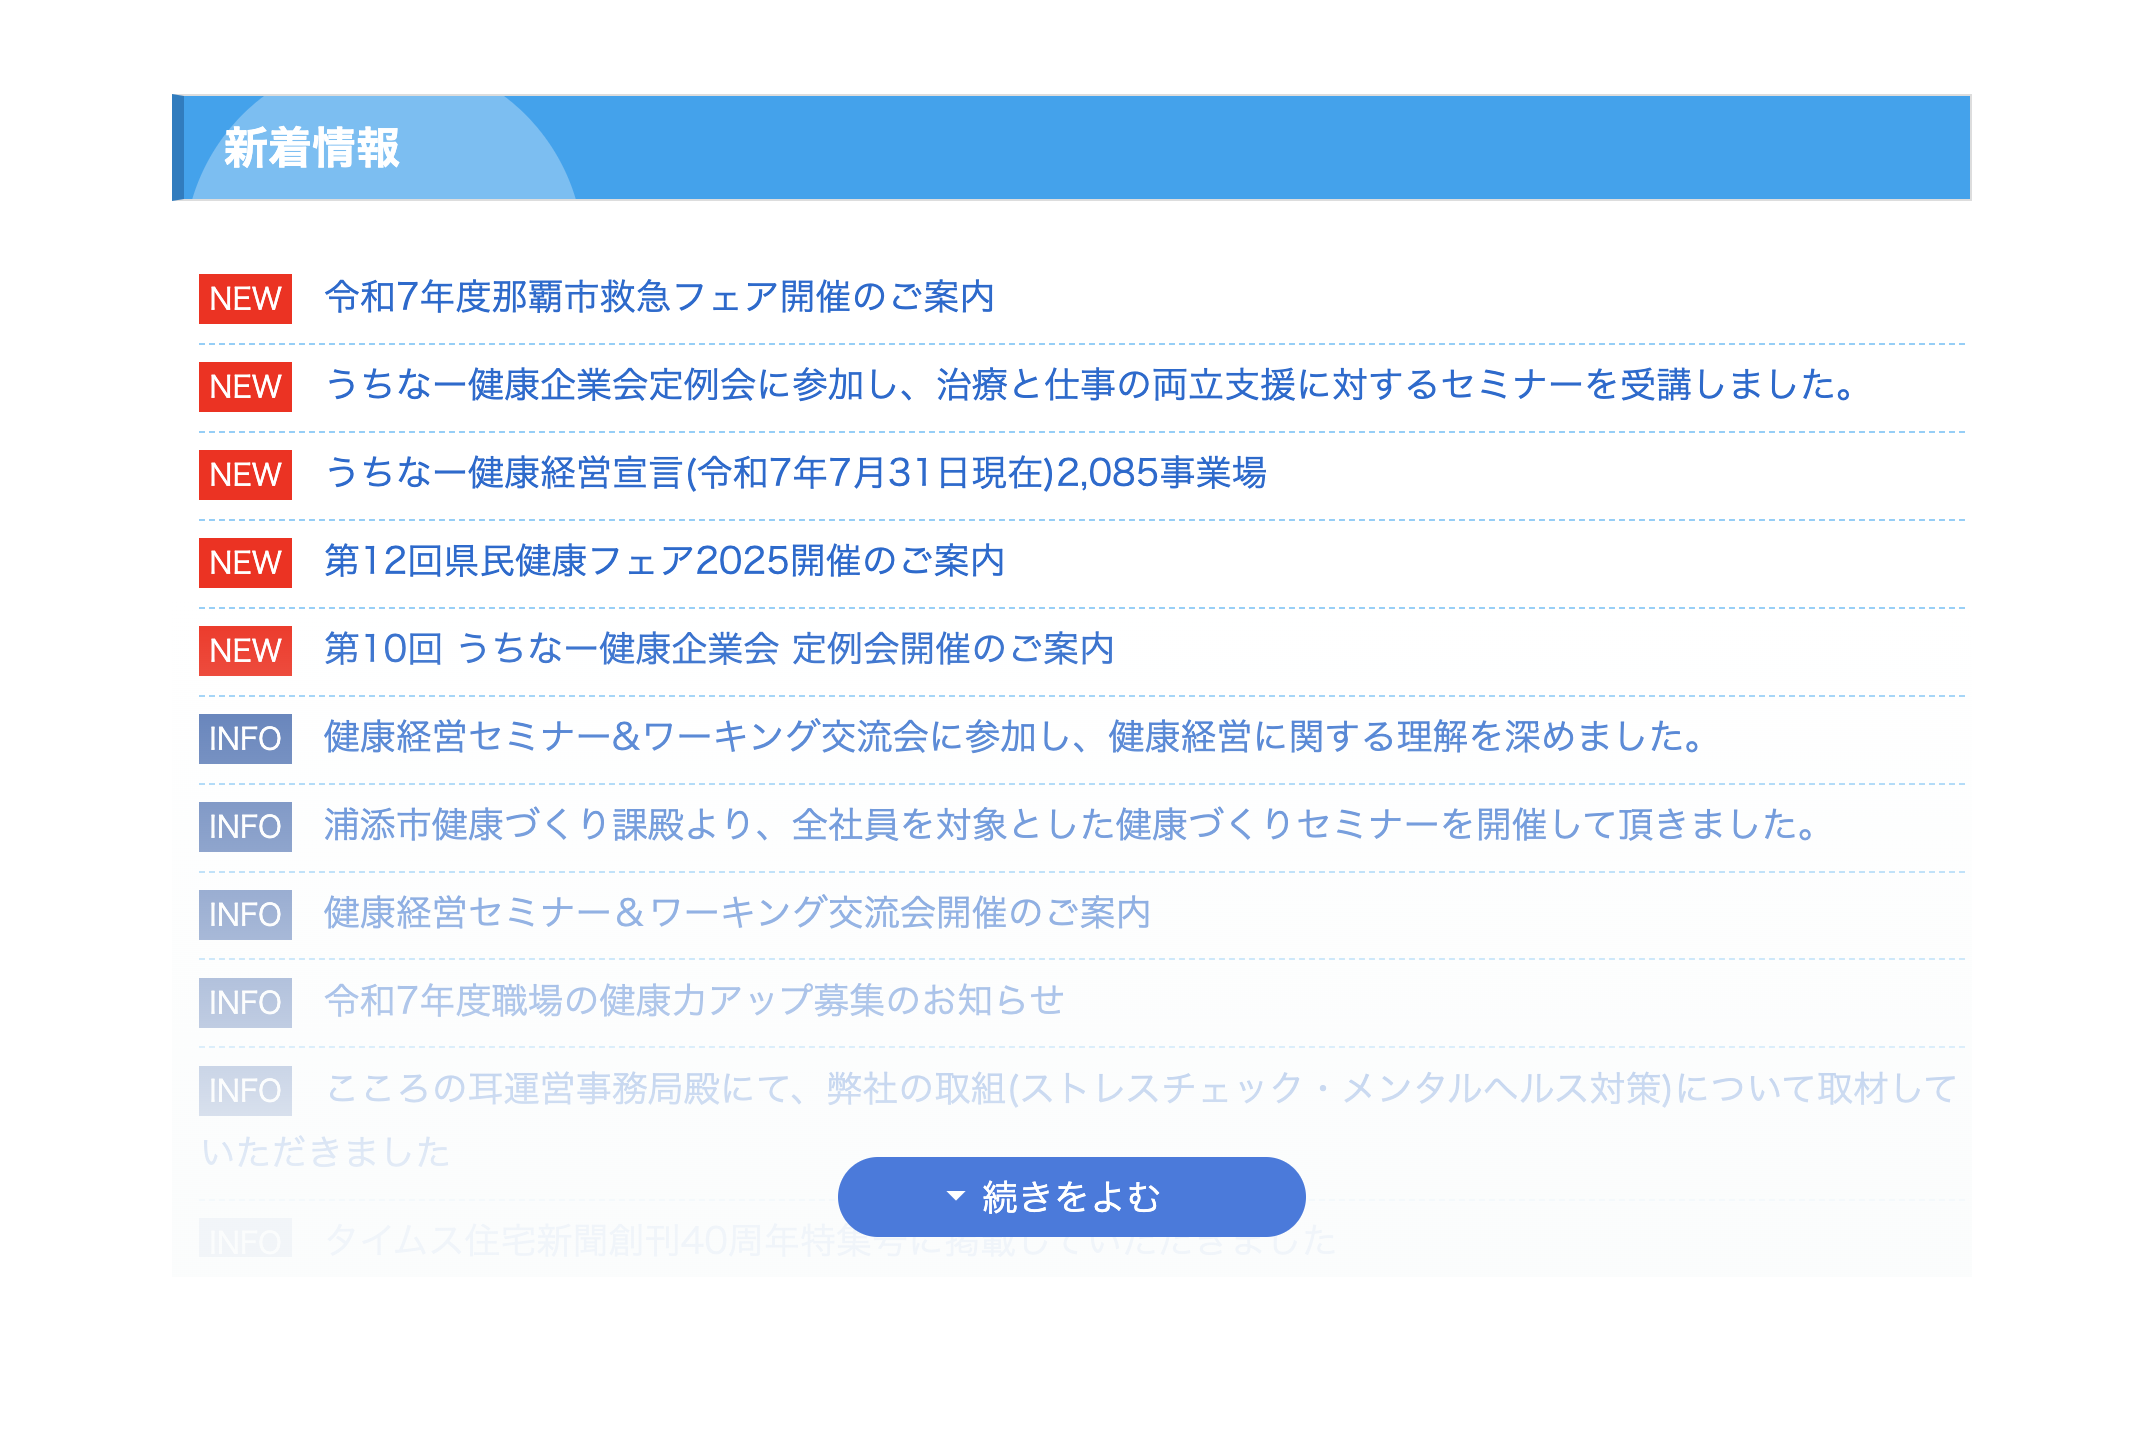 新着情報
NEW 令和7年度那覇市救急フェア開催のご案内
NEW うちなー健康企業会定例会に参加し、治療と仕事の両立支援に対するセミナーを受講しました。
NEW うちなー健康経営宣言(令和7年7月31日現在)2,085事業場
NEW 第12回県民健康フェア2025開催のご案内
NEW 第10回 うちなー健康企業会 定例会開催のご案内
INFO 健康経営セミナー&ワーキング交流会に参加し、健康経営に関する理解を深めました。
INFO 浦添市健康づくり課殿より、全社員を対象とした健康づくりセミナーを開催して頂きました。
INFO 健康経営セミナー＆ワーキング交流会開催のご案内
INFO 令和7年度職場の健康力アップ募集のお知らせ
INFO こころの耳運営事務局殿にて、弊社の取組(ストレスチェック・メンタルヘルス対策)について取材して
いただきました
続きをよむ
INFO タイムス住宅新聞創刊40周年特集号に掲載していただきました